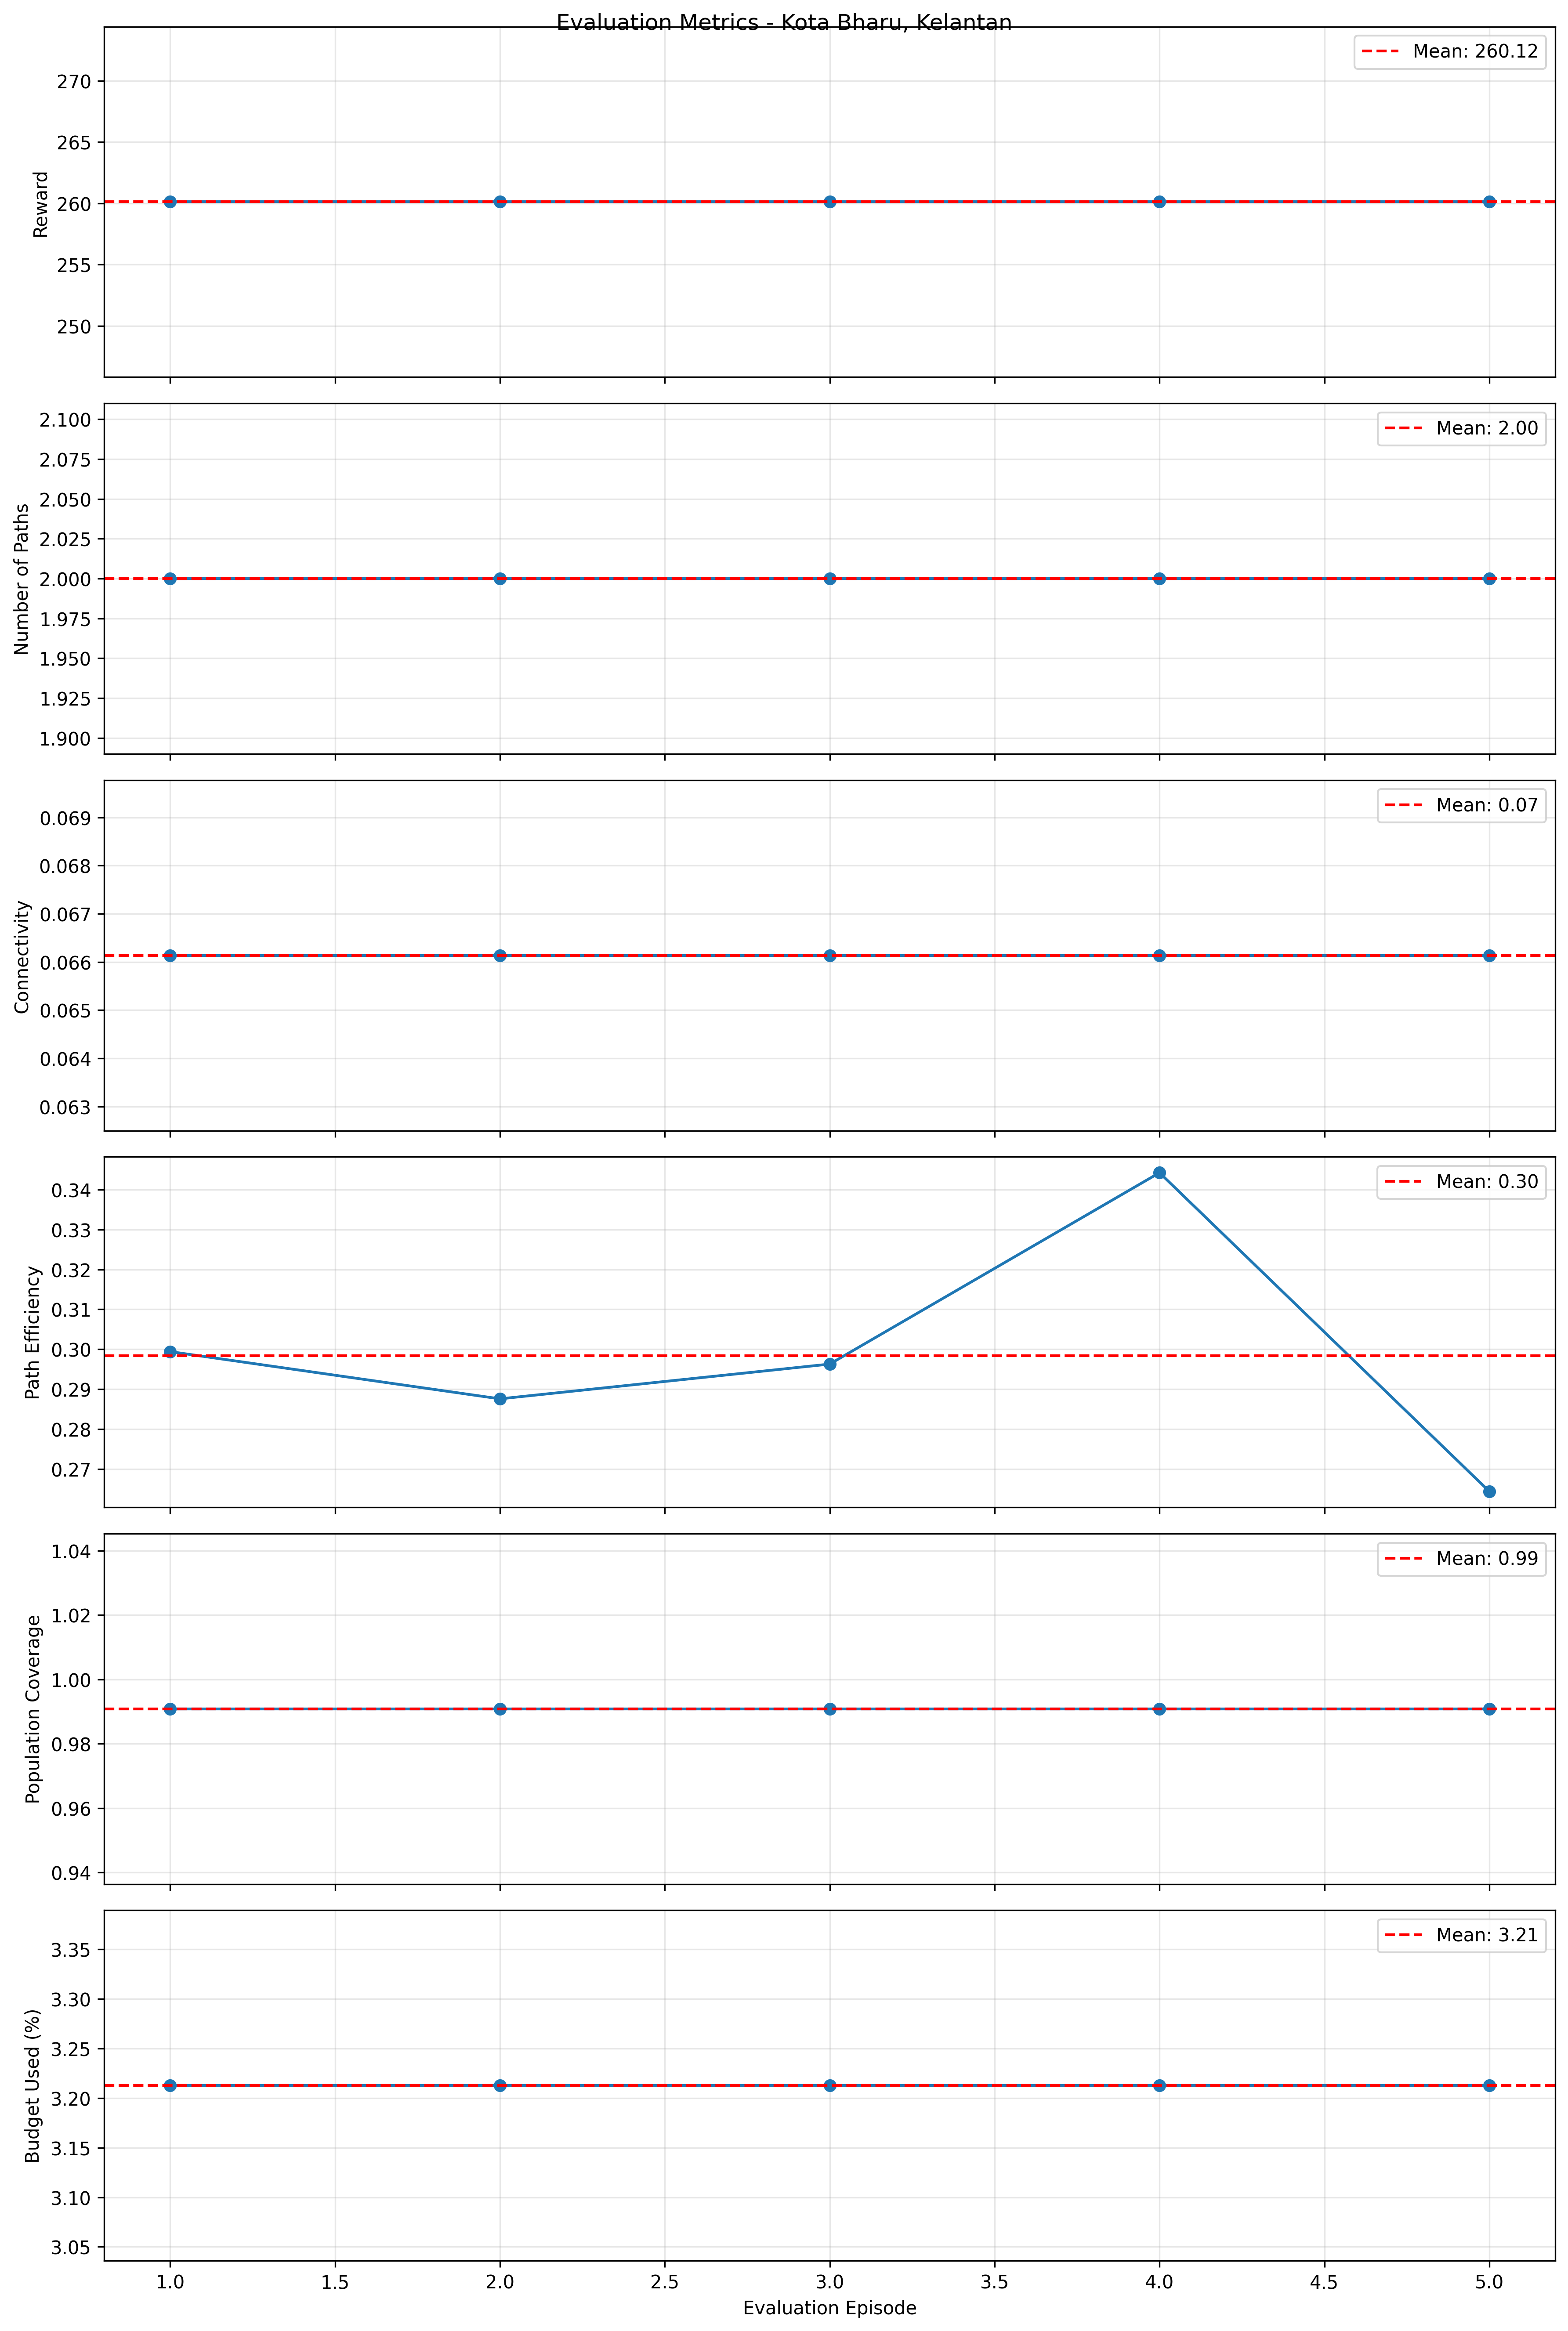 Evaluation Metrics - Kota Bharu, Kelantan
Mean: 260.12
270
265
260
255
250
Reward
Mean: 2.00
2.100
2.075
2.050
2.025
2.000
1.975
1.950
1.925
1.900
Number of Paths
Mean: 0.07
0.069
0.068
0.067
0.066
0.065
0.064
0.063
Connectivity
Mean: 0.30
0.34
0.33
0.32
0.31
0.30
0.29
0.28
0.27
Path Efficiency
Mean: 0.99
1.04
1.02
1.00
0.98
0.96
0.94
Population Coverage
Mean: 3.21
3.35
3.30
3.25
3.20
3.15
3.10
3.05
Budget Used (%)
1.0 1.5 2.0 2.5 3.0 3.5 4.0 4.5 5.0
Evaluation Episode